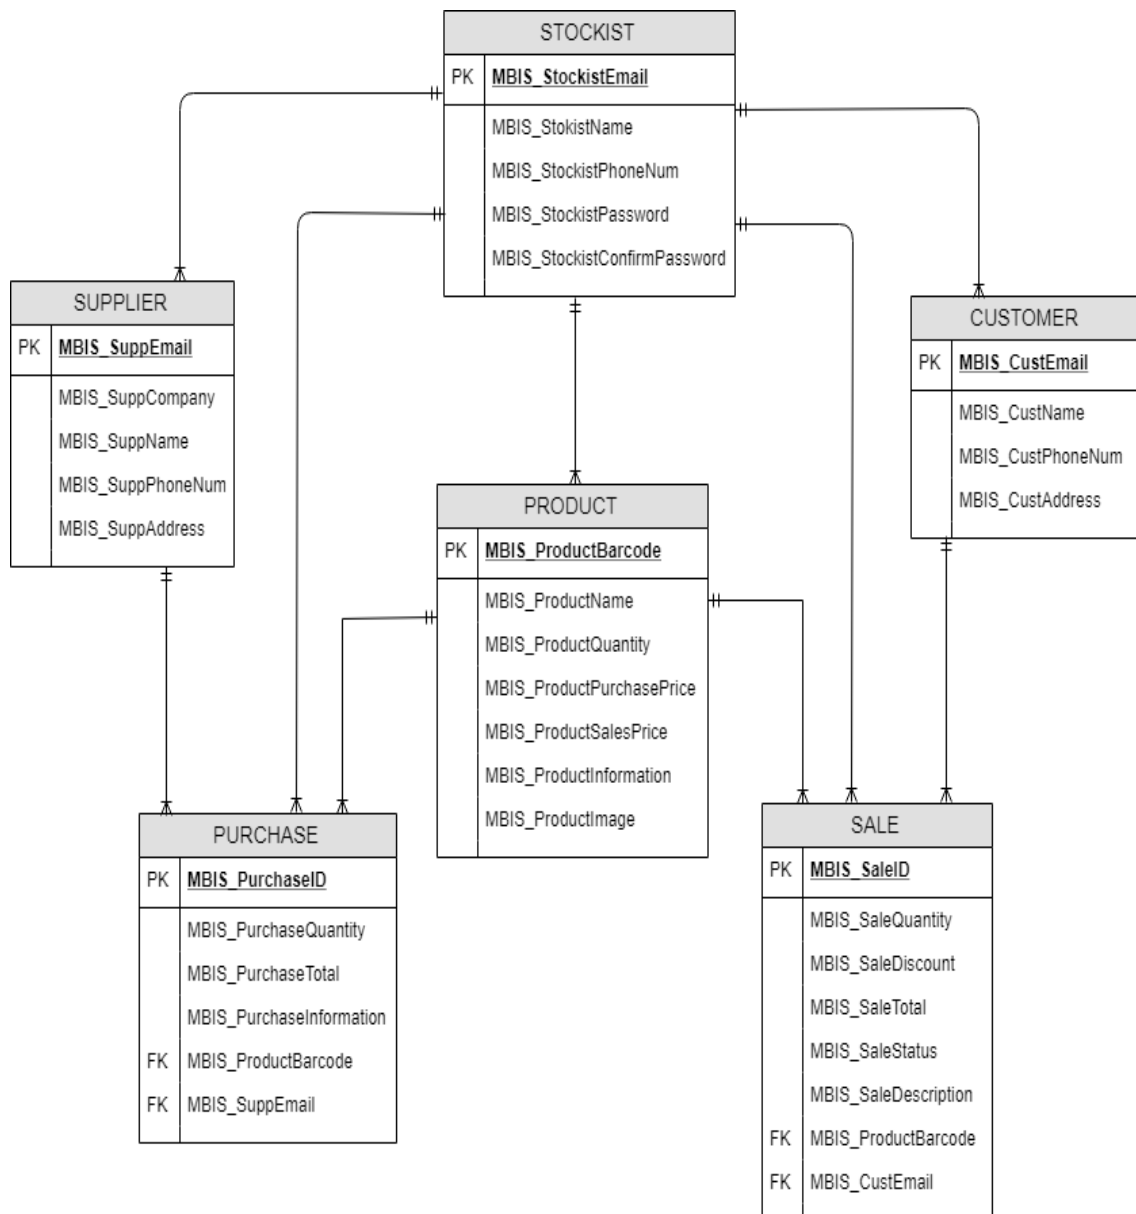 STOCKIST
PK MBIS_StockistEmail
MBIS_StokistName
MBIS_StockistPhoneNum
MBIS_StockistPassword
MBIS_StockistConfirmPassword
SUPPLIER
PK MBIS_SuppEmail
MBIS_SuppCompany
MBIS_SuppName
MBIS_SuppPhoneNum
MBIS_SuppAddress
CUSTOMER
PK MBIS_CustEmail
MBIS_CustName
MBIS_CustPhoneNum
MBIS_CustAddress
PRODUCT
PK MBIS_ProductBarcode
MBIS_ProductName
MBIS_ProductQuantity
MBIS_ProductPurchasePrice
MBIS_ProductSalesPrice
MBIS_ProductInformation
MBIS_ProductImage
PURCHASE
PK MBIS_PurchaseID
MBIS_PurchaseQuantity
MBIS_PurchaseTotal
MBIS_PurchaseInformation
FK MBIS_ProductBarcode
FK MBIS_SuppEmail
SALE
PK MBIS_SaleID
MBIS_SaleQuantity
MBIS_SaleDiscount
MBIS_SaleTotal
MBIS_SaleStatus
MBIS_SaleDescription
FK MBIS_ProductBarcode
FK MBIS_CustEmail